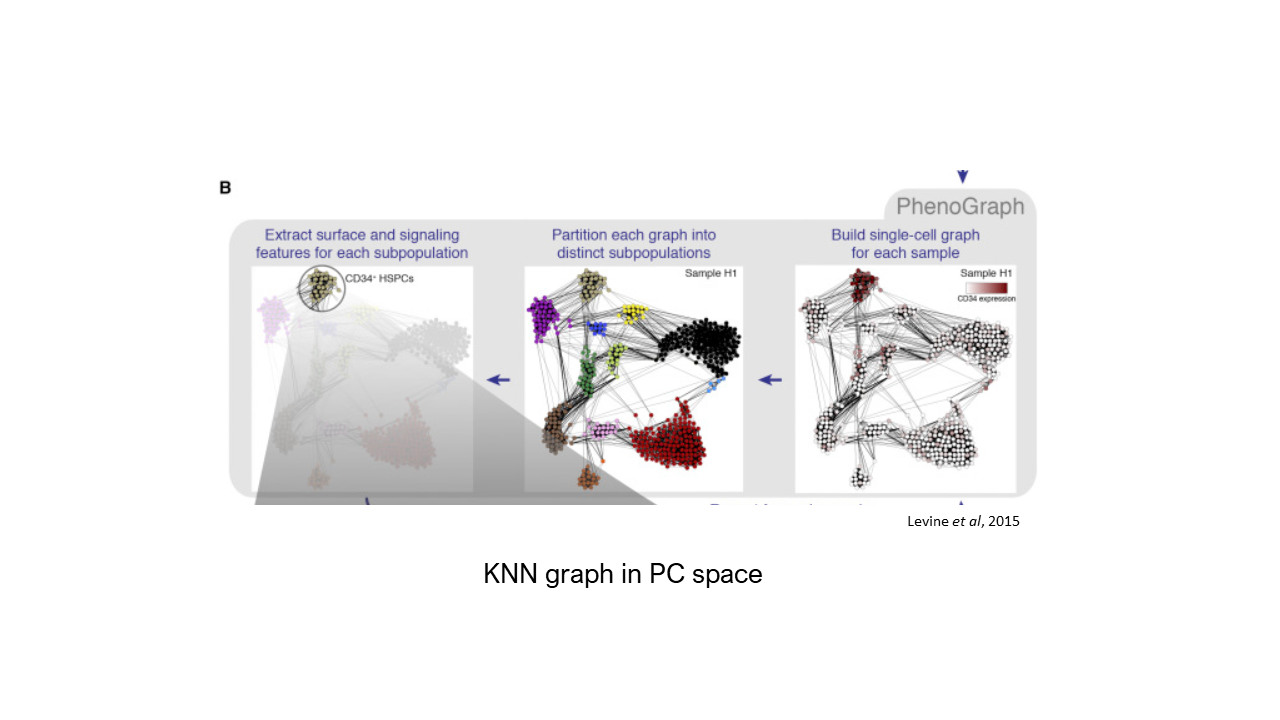 B
PhenoGraph
Extract surface and signaling
features for each subpopulation
CD34⁺ HSPCs
Partition each graph into
distinct subpopulations
Sample H1
Build single-cell graph
for each sample
Sample H1
CD34 expression
Levine et al, 2015
KNN graph in PC space